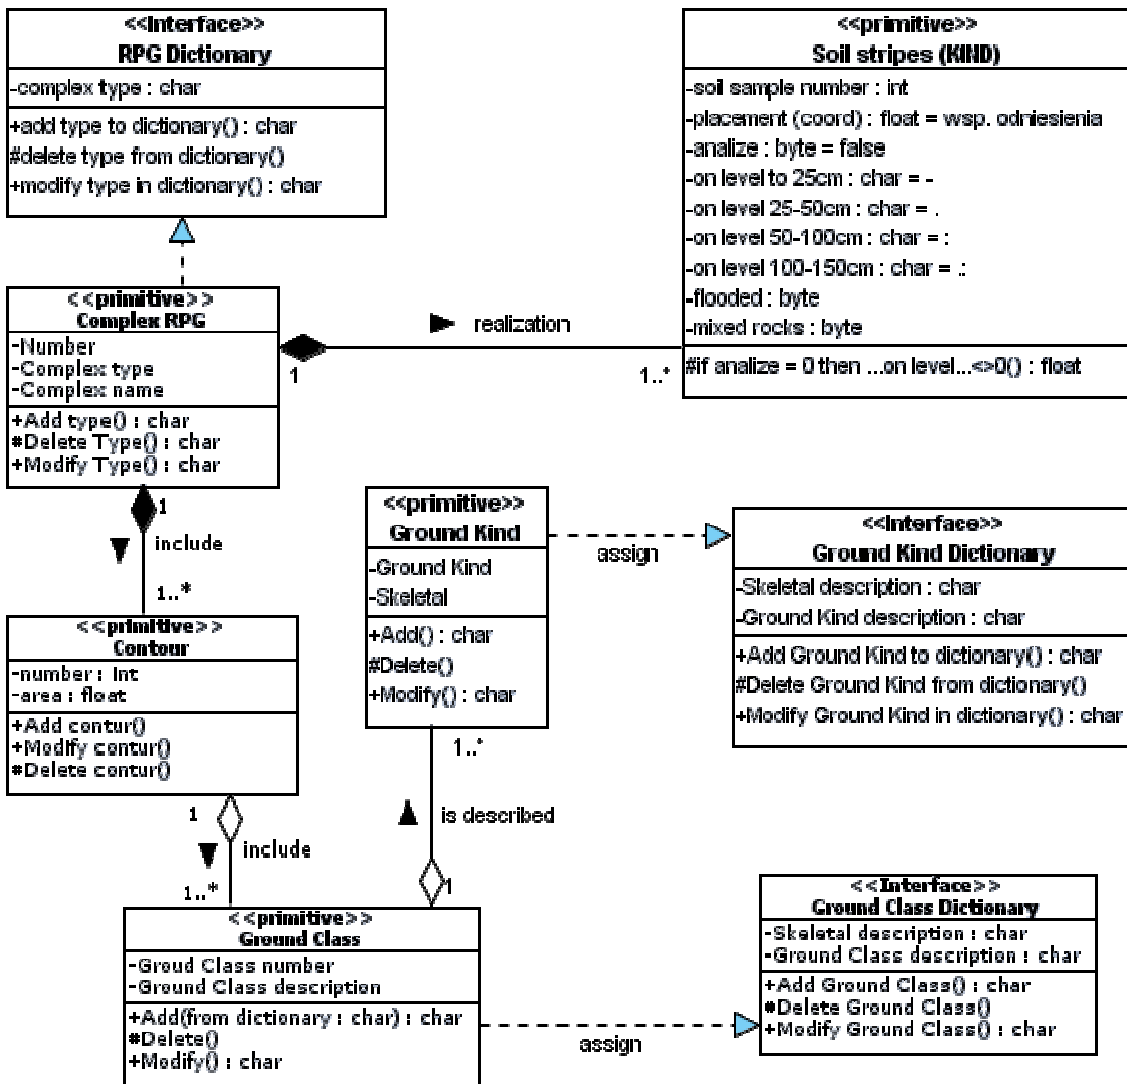 <<Interface>>
RPG Dictionary
-complex type : char
+add type to dictionary() : char
#delete type from dictionary()
+modify type in dictionary() : char
<<primitive>>
Soil stripes (KIND)
-soil sample number : int
-placement (coord) : float = wsp. odniesienia
-analize : byte = false
-on level to 25cm : char = -
-on level 25-50cm : char = .
-on level 50-100cm : char = :
-on level 100-150cm : char = .:
-flooded : byte
-mixed rocks : byte
#if analize = 0 then ...on level...<>0() : float
<<primitive>>
Complex RPG
-Number
-Complex type
-Complex name
+Add type() : char
#Delete Type() : char
+Modify Type() : char
realization
1
1..*
1
include
1..*
<<primitive>>
Contour
-number : Int
-area : float
+Add contur()
+Modify contur()
#Delete contur()
<<primitive>>
Ground Kind
-Ground Kind
-Skeletal
+Add() : char
#Delete()
+Modify() : char
assign
<<Interface>>
Ground Kind Dictionary
-Skeletal description : char
-Ground Kind description : char
+Add Ground Kind to dictionary() : char
#Delete Ground Kind from dictionary()
+Modify Ground Kind in dictionary() : char
1..*
is described
1
1
include
1..*
<<primitive>>
Ground Class
-Groud Class number
-Ground Class description
+Add(from dictionary : char) : char
#Delete()
+Modify() : char
assign
<<Interface>>
Ground Class Dictionary
-Skeletal description : char
-Ground Class description : char
+Add Ground Class() : char
#Delete Ground Class()
+Modify Ground Class() : char